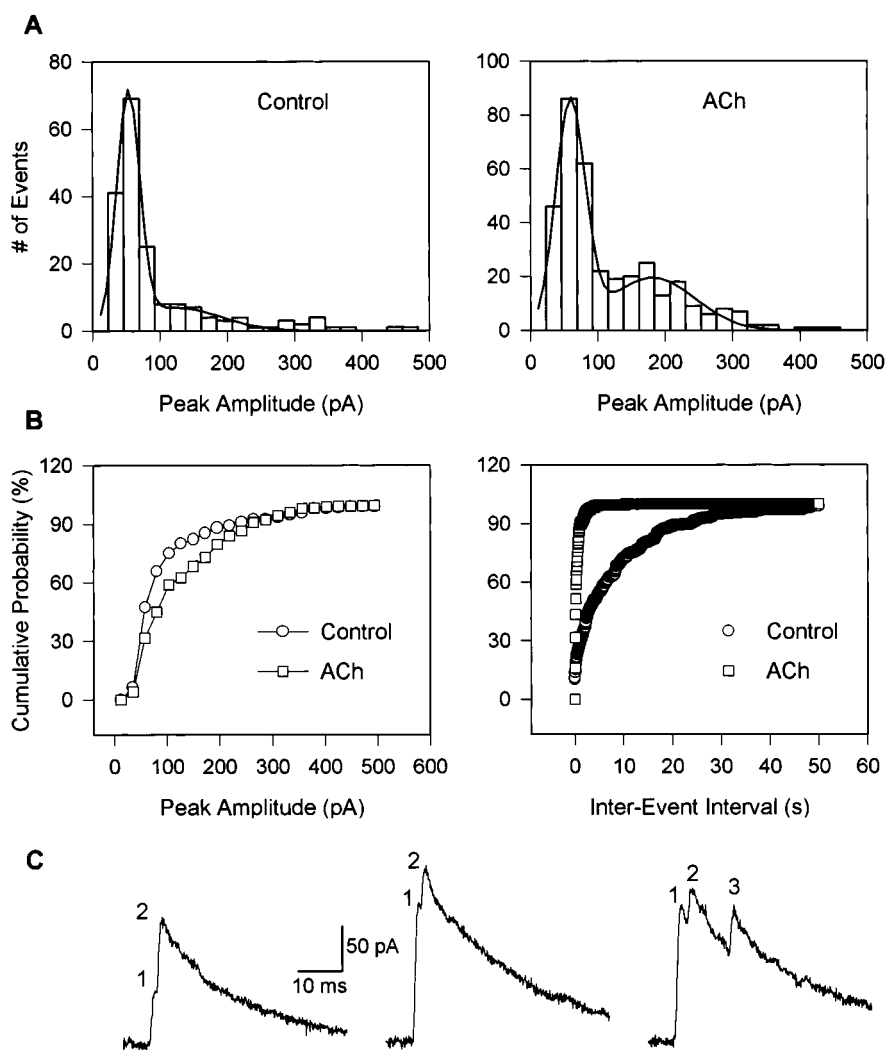 A
Control
ACh
# of Events
80
60
40
20
0
100
80
60
40
20
0
0 100 200 300 400 500
0 100 200 300 400 500
Peak Amplitude (pA)
Peak Amplitude (pA)
B
Cumulative Probability (%)
120
90
60
30
0
120
90
60
30
0
Control
ACh
Control
ACh
0 100 200 300 400 500 600
0 10 20 30 40 50 60
Peak Amplitude (pA)
Inter-Event Interval (s)
C
2
1
50 pA
10 ms
2
1
1 2 3